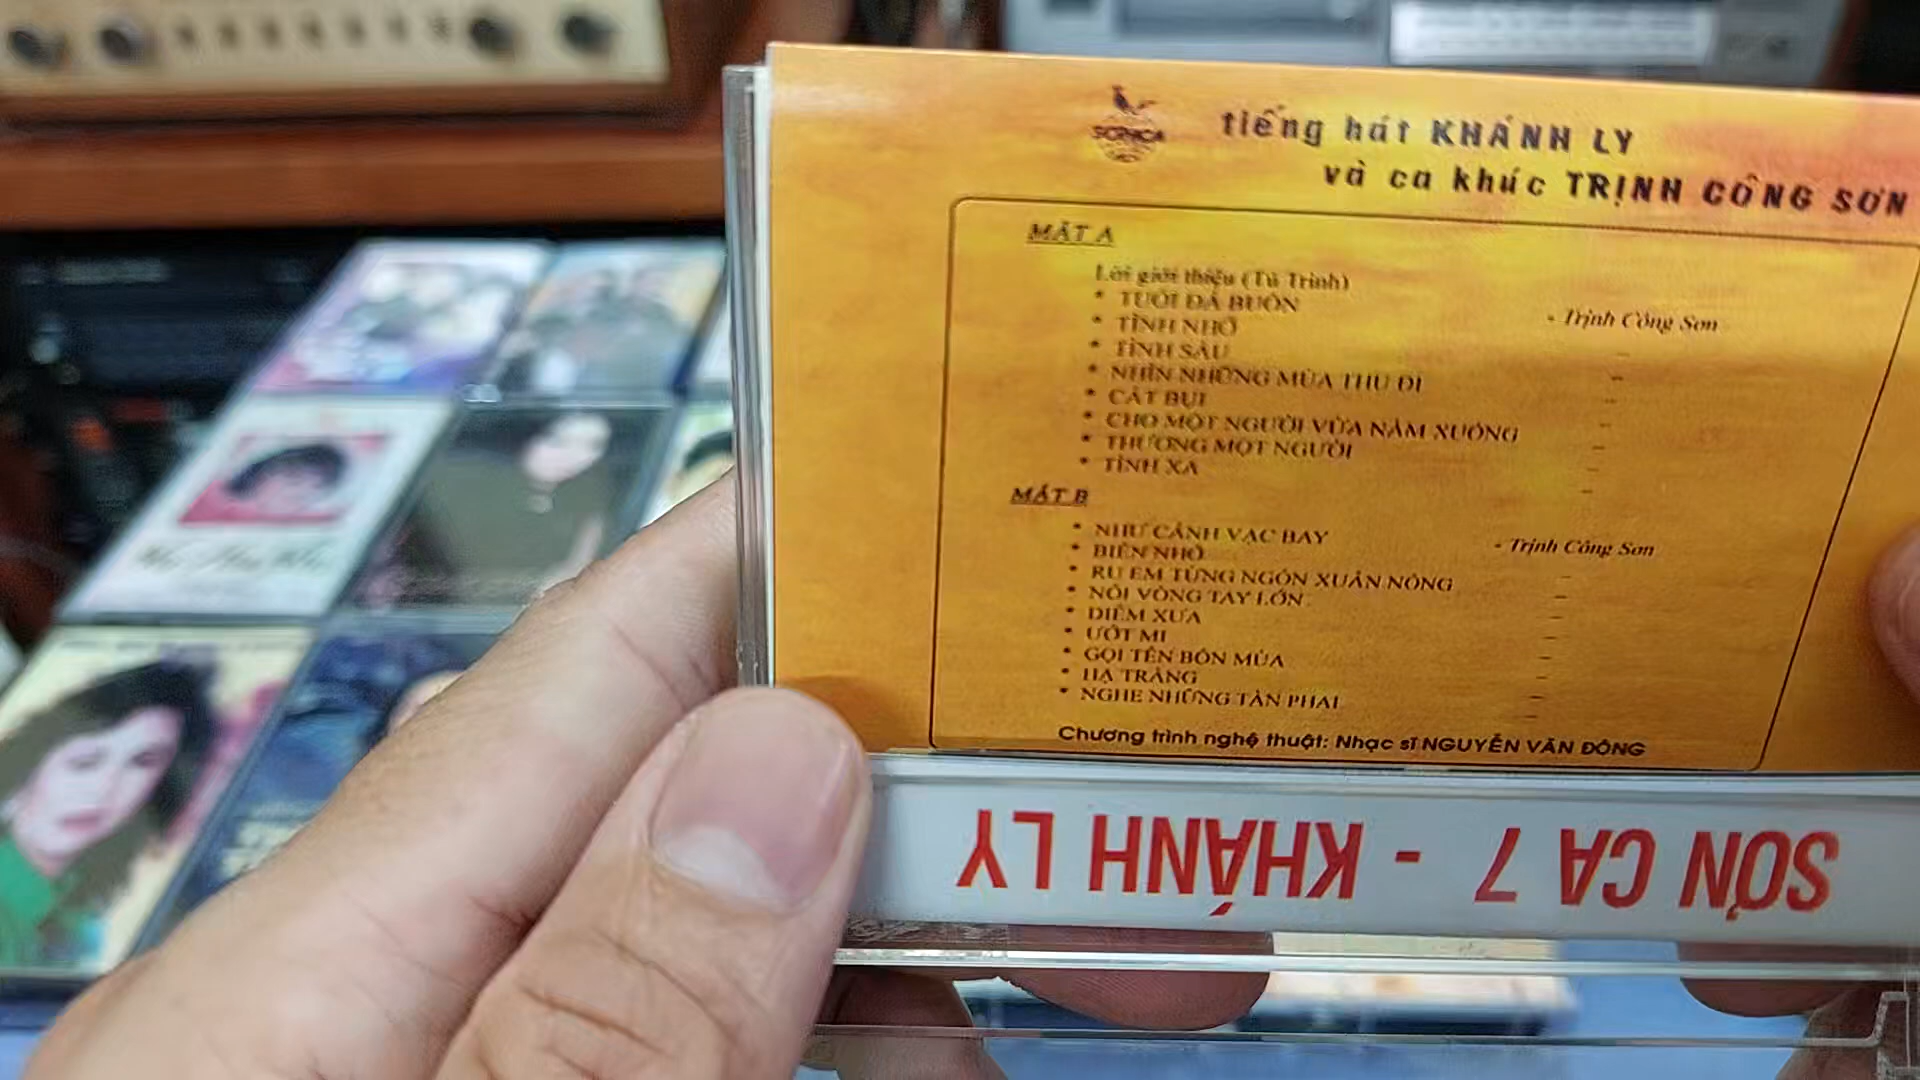 SOPHCA
tiếng hát KHÁNH LY
và ca khúc TRỊNH CÔNG SƠN
MẶT A
Lời giới thiệu (Tú Trinh)
* TUỔI ĐÁ BUỒN - Trịnh Công Sơn
* TÌNH NHỚ -
* TÌNH SẦU -
* NHÌN NHỮNG MÙA THU ĐI -
* CÁT BỤI -
* CHO MỘT NGƯỜI VỪA NẰM XUỐNG -
* THƯƠNG MỘT NGƯỜI -
* TÌNH XA -
MẶT B
* NHƯ CÁNH VẠC BAY - Trịnh Công Sơn
* BIỂN NHỚ -
* RU EM TỪNG NGÓN XUÂN NỒNG -
* NỐI VÒNG TAY LỚN -
* DIỄM XƯA -
* ƯỚT MI -
* GỌI TÊN BỐN MÙA -
* HẠ TRẮNG -
* NGHE NHỮNG TÀN PHAI -
Chương trình nghệ thuật: Nhạc sĩ NGUYỄN VĂN ĐÔNG
SƠN CA 7 - KHÁNH LY